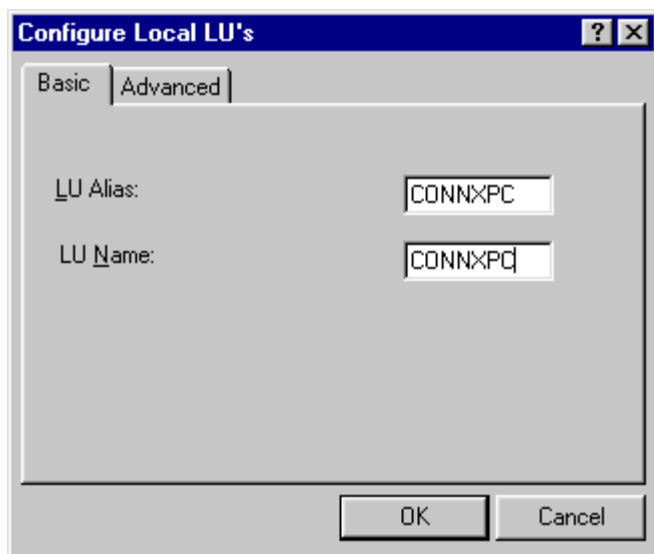 Configure Local LU's
Basic Advanced
LU Alias: CONNXPC
LU Name: CONNXPC
OK Cancel